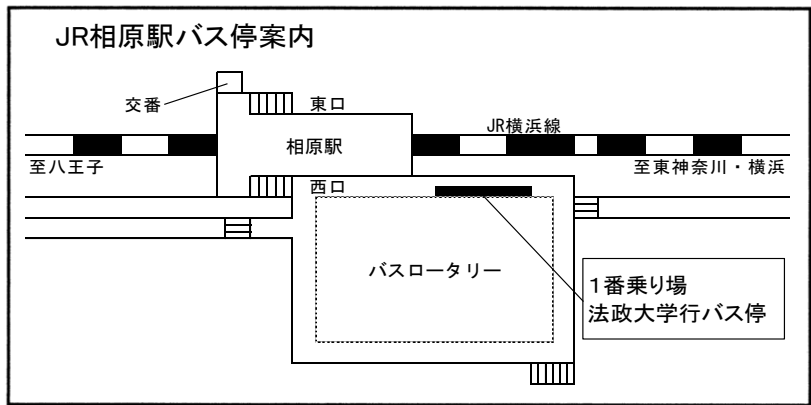 JR相原駅バス停案内
交番
東口
JR横浜線
相原駅
至八王子
至東神奈川・横浜
西口
バスロータリー
1番乗り場
法政大学行バス停